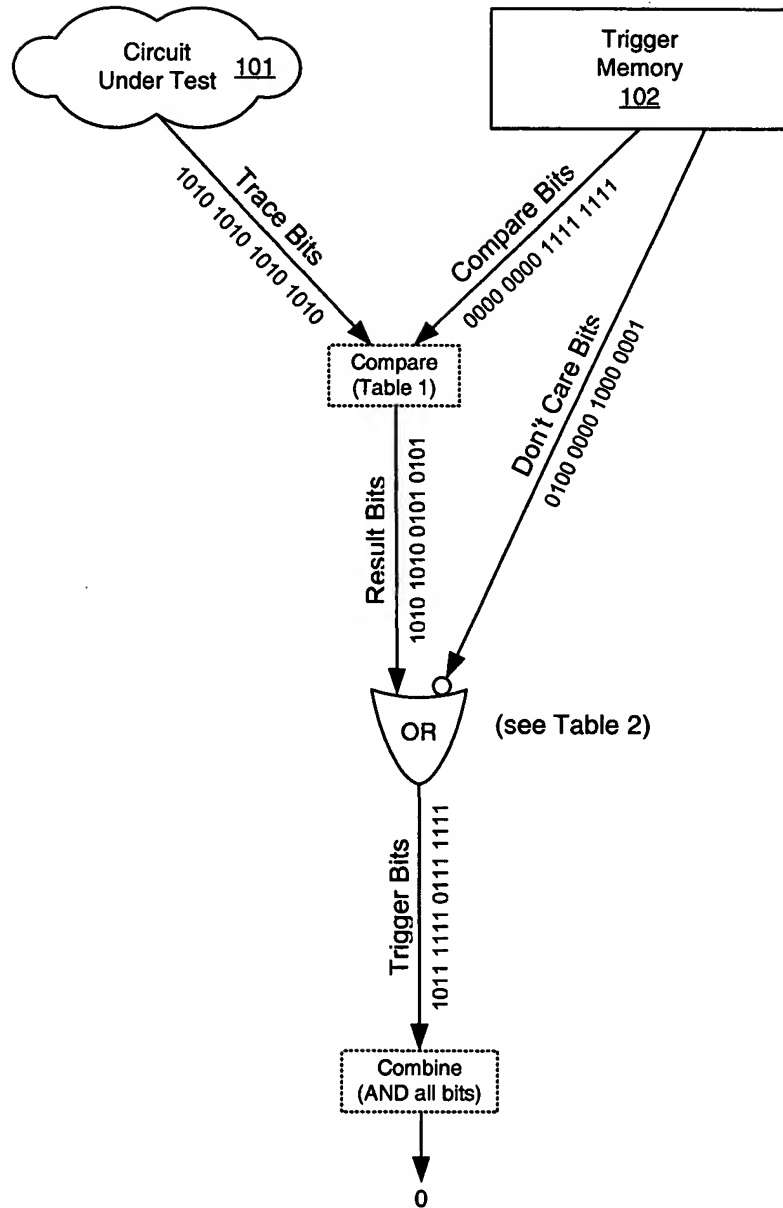 Circuit
Under Test 101
Trigger
Memory
102
Trace Bits
1010 1010 1010 1010
Compare Bits
0000 0000 1111 1111
Don't Care Bits
0100 0000 1000 0001
Compare
(Table 1)
Result Bits
1010 1010 0101 0101
OR
(see Table 2)
Trigger Bits
1011 1111 0111 1111
Combine
(AND all bits)
0